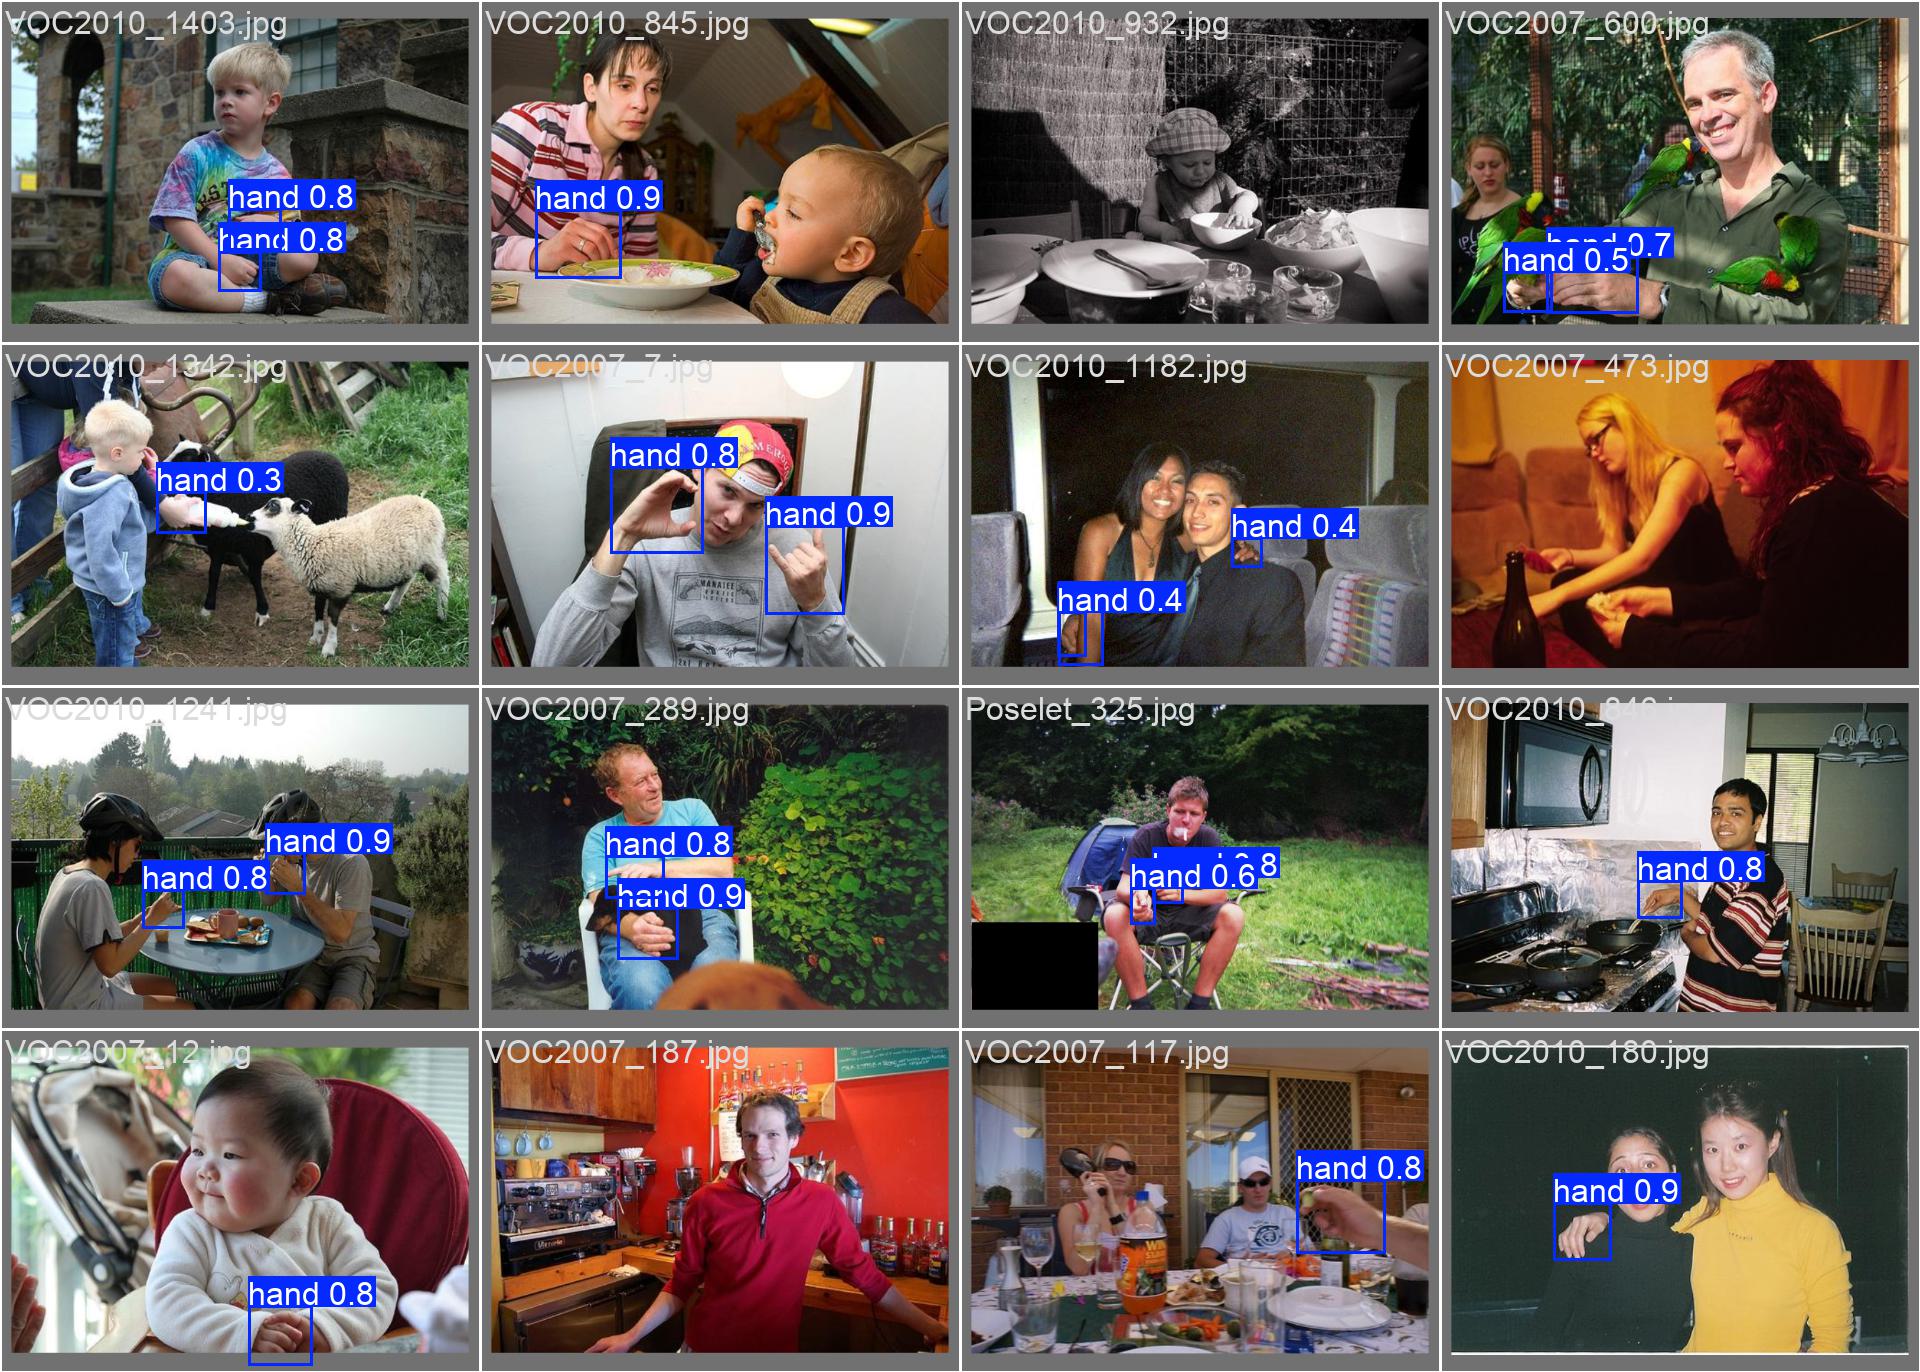 VOC2010_1403.jpg
hand 0.8
hand 0.8
VOC2010_845.jpg
hand 0.9
VOC2010_932.jpg
VOC2007_600.jpg
hand 0.7
hand 0.5
VOC2010_1342.jpg
hand 0.3
VOC2007_7.jpg
hand 0.8
hand 0.9
MANATEE
VOC2010_1182.jpg
hand 0.4
hand 0.4
VOC2007_473.jpg
VOC2010_1241.jpg
hand 0.9
hand 0.8
VOC2007_289.jpg
hand 0.8
hand 0.9
Poselet_325.jpg
hand 0.8
hand 0.6
VOC2010_846.jpg
hand 0.8
VOC2007_12.jpg
hand 0.8
VOC2007_187.jpg
VOC2007_117.jpg
hand 0.8
VOC2010_180.jpg
hand 0.9